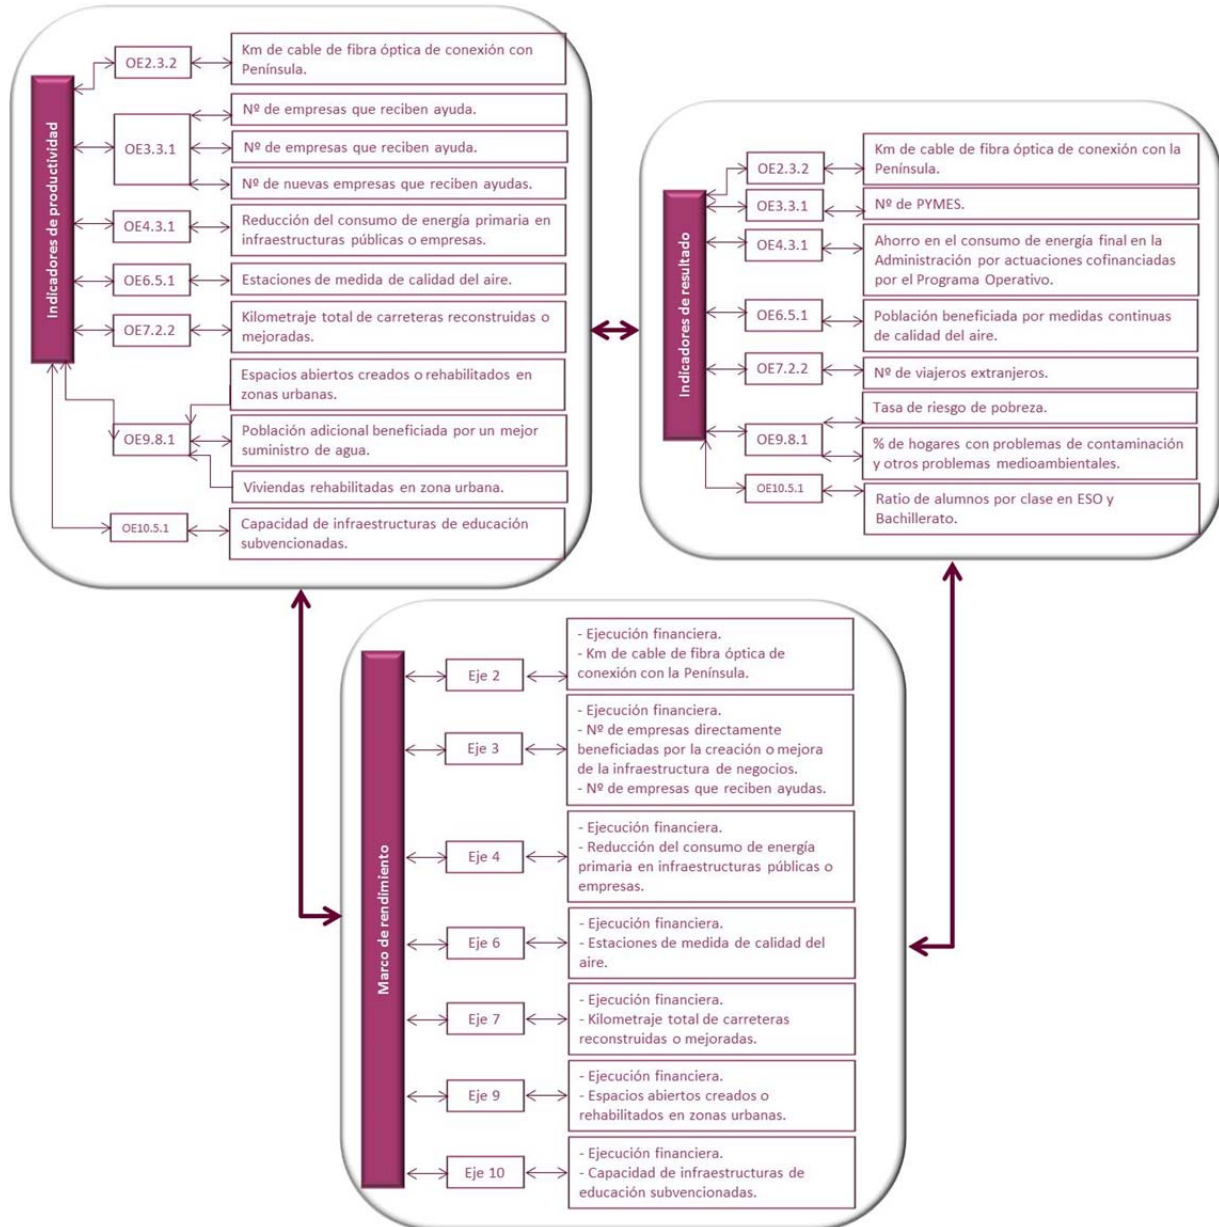 Indicadores de productividad
OE2.3.2
Km de cable de fibra óptica de conexión con
Península.
OE3.3.1
Nº de empresas que reciben ayuda.
Nº de empresas que reciben ayuda.
Nº de nuevas empresas que reciben ayudas.
OE4.3.1
Reducción del consumo de energía primaria en
infraestructuras públicas o empresas.
OE6.5.1
Estaciones de medida de calidad del aire.
OE7.2.2
Kilometraje total de carreteras reconstruidas o
mejoradas.
OE9.8.1
Espacios abiertos creados o rehabilitados en
zonas urbanas.
Población adicional beneficiada por un mejor
suministro de agua.
Viviendas rehabilitadas en zona urbana.
OE10.5.1
Capacidad de infraestructuras de educación
subvencionadas.
Indicadores de resultado
OE2.3.2
Km de cable de fibra óptica de conexión con la
Península.
OE3.3.1
Nº de PYMES.
OE4.3.1
Ahorro en el consumo de energía final en la
Administración por actuaciones cofinanciadas
por el Programa Operativo.
OE6.5.1
Población beneficiada por medidas continuas
de calidad del aire.
OE7.2.2
Nº de viajeros extranjeros.
OE9.8.1
Tasa de riesgo de pobreza.
% de hogares con problemas de contaminación
y otros problemas medioambientales.
OE10.5.1
Ratio de alumnos por clase en ESO y
Bachillerato.
Marco de rendimiento
Eje 2
- Ejecución financiera.
- Km de cable de fibra óptica de
conexión con la Península.
Eje 3
- Ejecución financiera.
- Nº de empresas directamente
beneficiadas por la creación o mejora
de la infraestructura de negocios.
- Nº de empresas que reciben ayudas.
Eje 4
- Ejecución financiera.
- Reducción del consumo de energía
primaria en infraestructuras públicas o
empresas.
Eje 6
- Ejecución financiera.
- Estaciones de medida de calidad del
aire.
Eje 7
- Ejecución financiera.
- Kilometraje total de carreteras
reconstruidas o mejoradas.
Eje 9
- Ejecución financiera.
- Espacios abiertos creados o
rehabilitados en zonas urbanas.
Eje 10
- Ejecución financiera.
- Capacidad de infraestructuras de
educación subvencionadas.